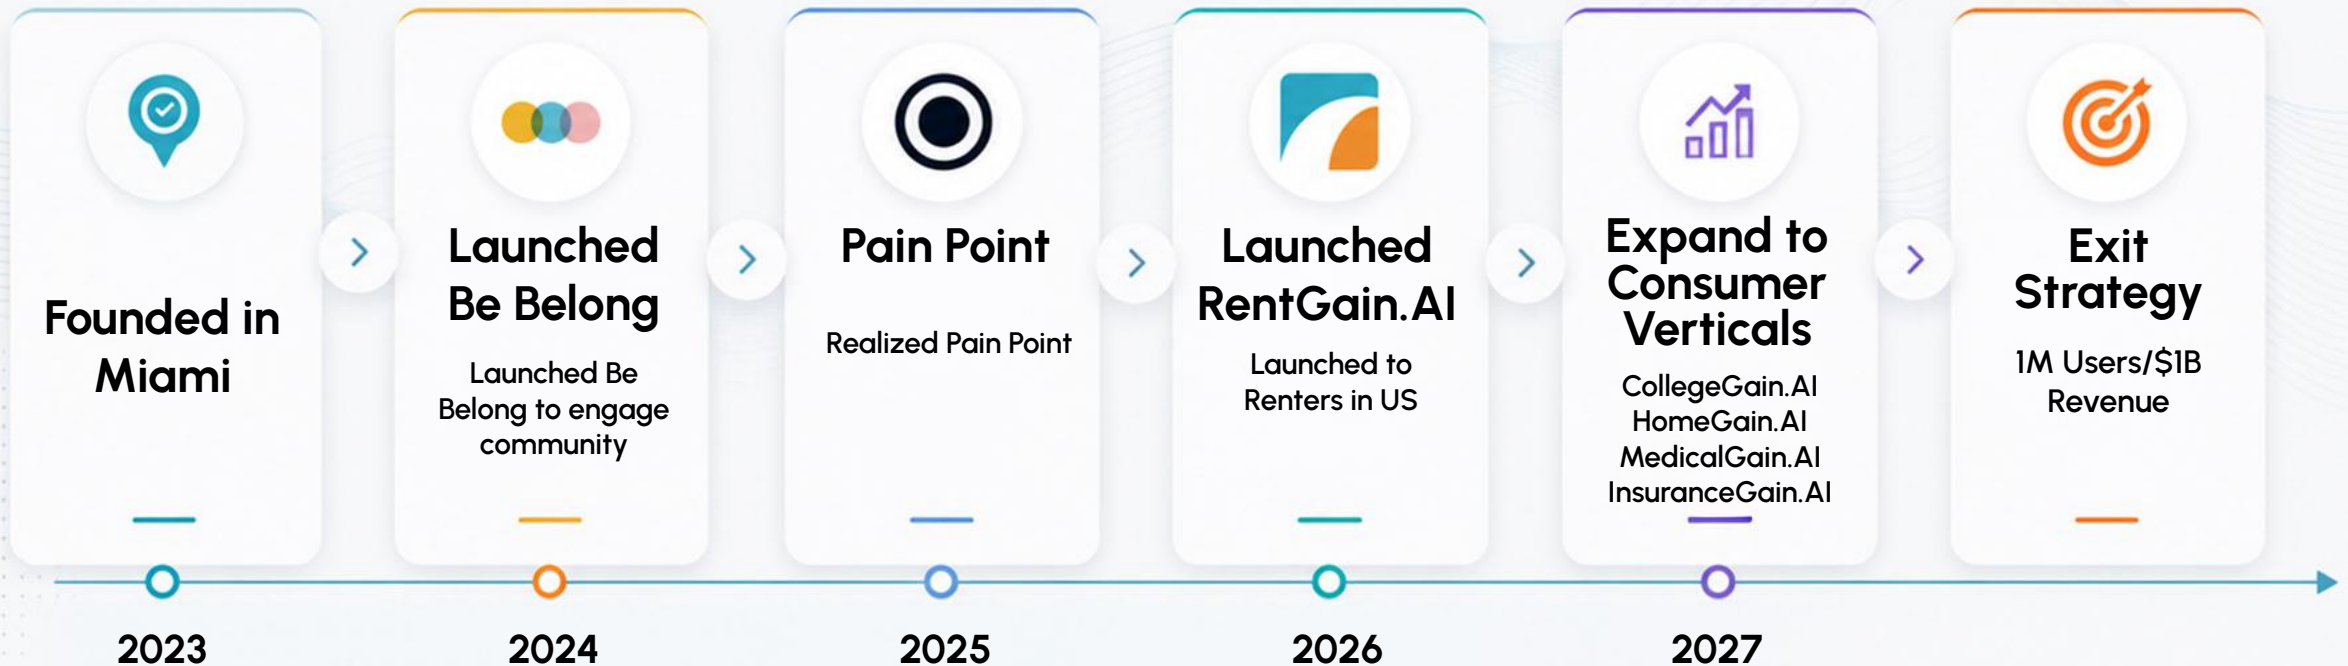 Founded in
Miami
2023
Launched
Be Belong
Launched Be
Belong to engage
community
2024
Pain Point
Realized Pain Point
2025
Launched
RentGain.AI
Launched to
Renters in US
2026
Expand to
Consumer
Verticals
CollegeGain.AI
HomeGain.AI
MedicalGain.AI
InsuranceGain.AI
2027
Exit
Strategy
1M Users/$1B
Revenue